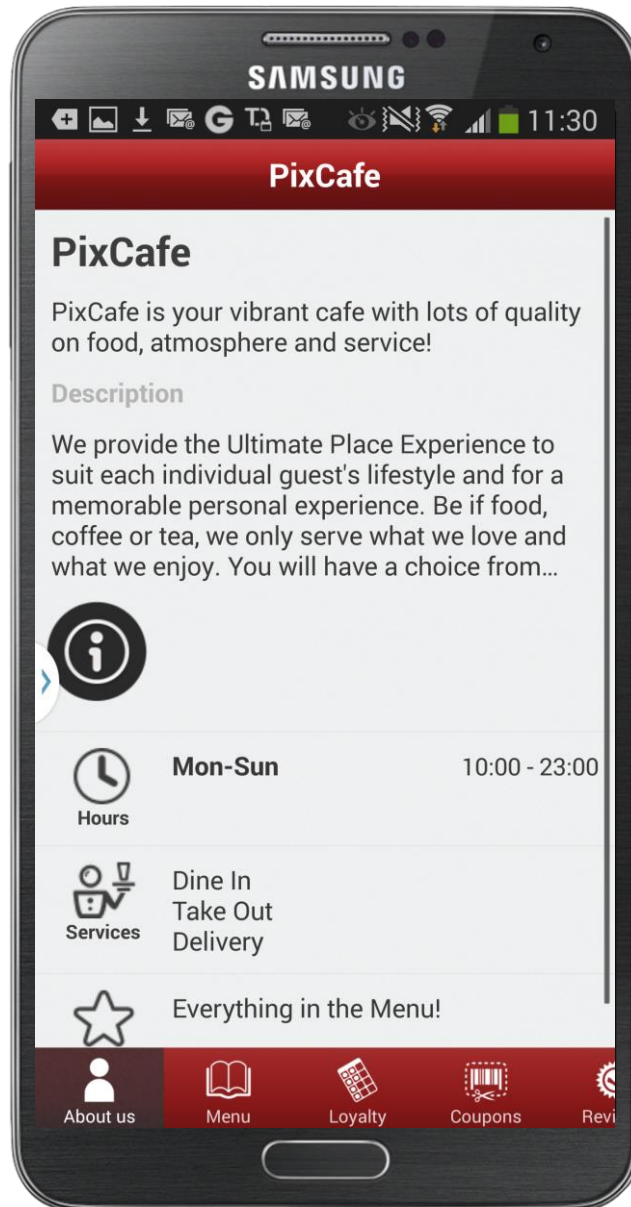 SAMSUNG
11:30
PixCafe
PixCafe
PixCafe is your vibrant cafe with lots of quality
on food, atmosphere and service!
Description
We provide the Ultimate Place Experience to
suit each individual guest's lifestyle and for a
memorable personal experience. Be if food,
coffee or tea, we only serve what we love and
what we enjoy. You will have a choice from...
Mon-Sun 10:00 - 23:00
Hours
Dine In
Take Out
Services
Delivery
Everything in the Menu!
About us Menu Loyalty Coupons Revi